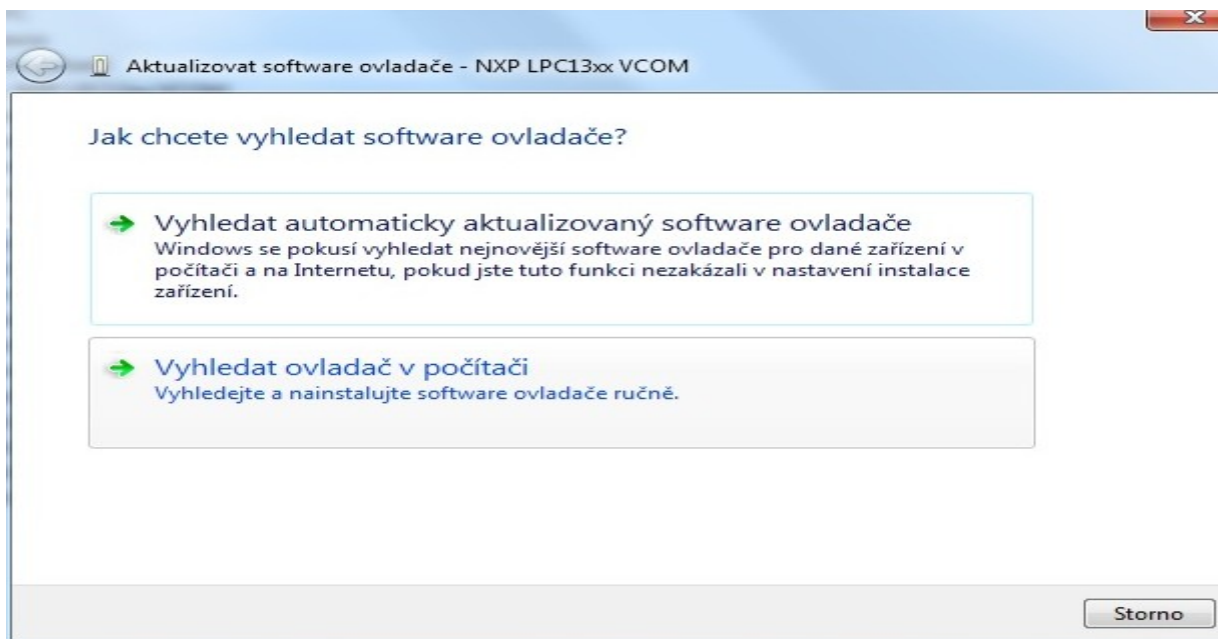 Aktualizovat software ovladače - NXP LPC13xx VCOM
Jak chcete vyhledat software ovladače?
Vyhledat automaticky aktualizovaný software ovladače
Windows se pokusí vyhledat nejnovější software ovladače pro dané zařízení v
počítači a na Internetu, pokud jste tuto funkci nezakázali v nastavení instalace
zařízení.
Vyhledat ovladač v počítači
Vyhledejte a nainstalujte software ovladače ručně.
Storno